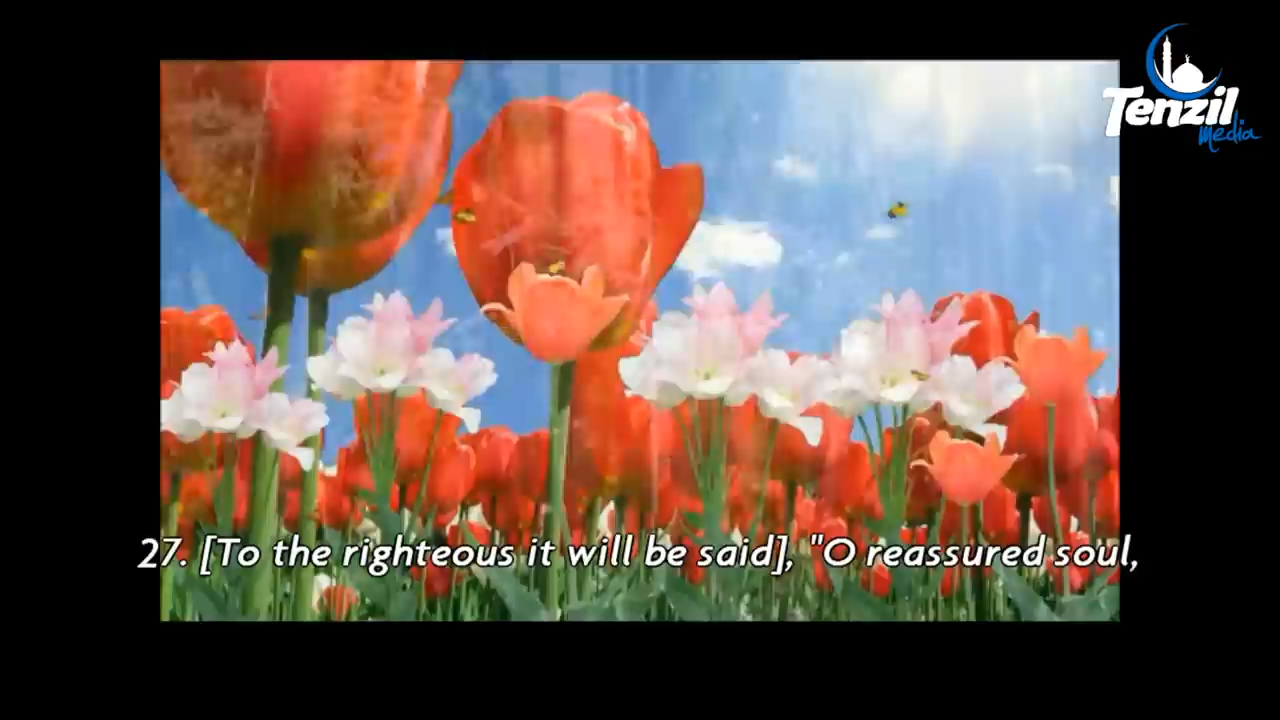 Tenzil
media
27. [To the righteous it will be said], "O reassured soul,